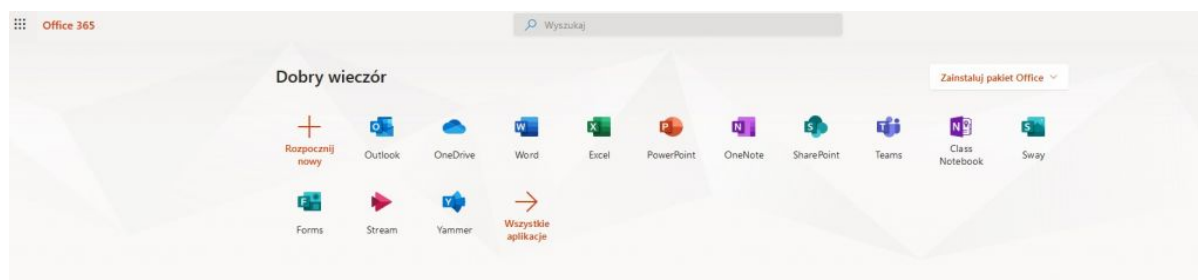 Office 365
Wyszukaj
Dobry wieczór
Zainstaluj pakiet Office
Rozpocznij nowy
Outlook
OneDrive
Word
Excel
PowerPoint
OneNote
SharePoint
Teams
Class Notebook
Sway
Forms
Stream
Yammer
Wszystkie aplikacje